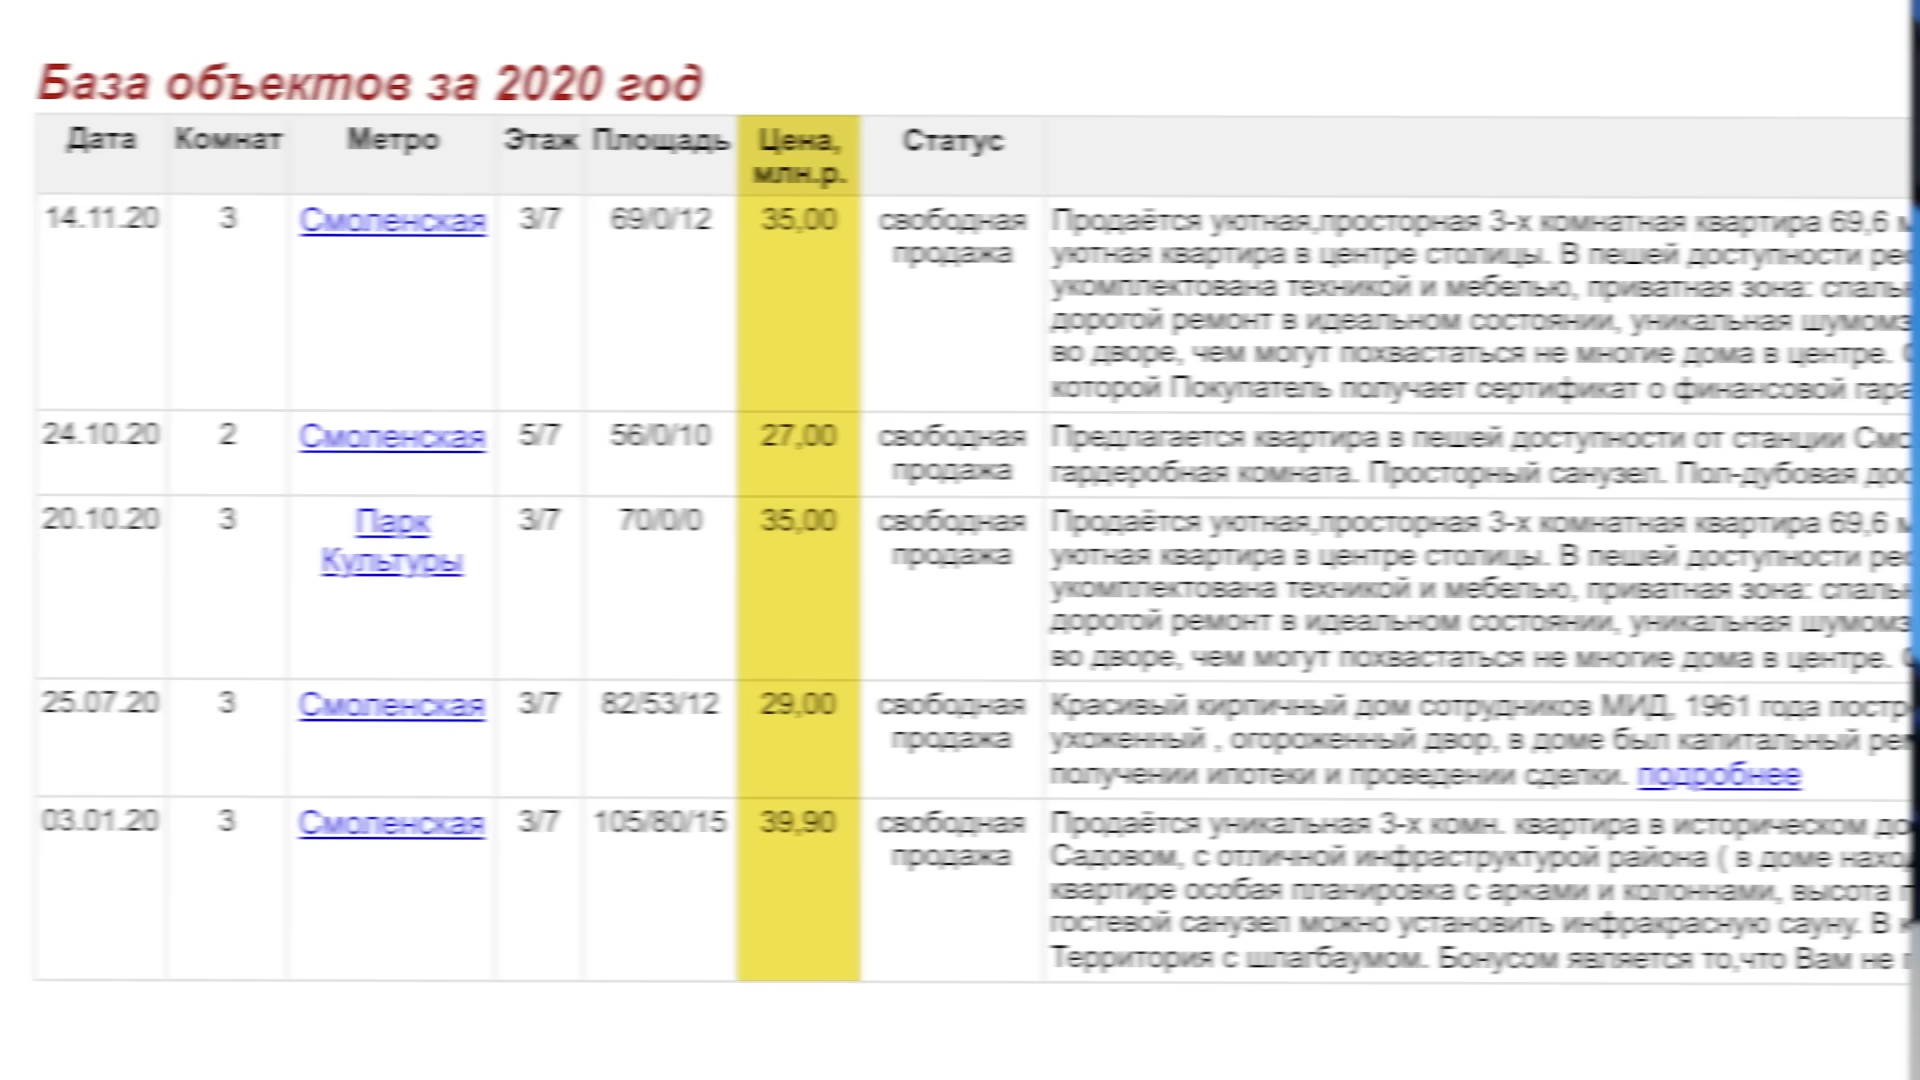 База объектов за 2020 год
Дата Комнат Метро Этаж Площадь Цена, млн.р. Статус
14.11.20 3 Смоленская 3/7 69/0/12 35,00 свободная продажа
Продаётся уютная,просторная 3-х комнатная квартира 69,6
уютная квартира в центре столицы. В пешей доступности
укомплектована техникой и мебелью, приватная зона:
дорогой ремонт в идеальном состоянии, уникальная
во дворе, чем могут похвастаться не многие дома в центре.
которой Покупатель получает сертификат о финансовой
24.10.20 2 Смоленская 5/7 56/0/10 27,00 свободная продажа
Предлагается квартира в пешей доступности от станции
гардеробная комната. Просторный санузел. Пол-дубовая
20.10.20 3 Парк Культуры 3/7 70/0/0 35,00 свободная продажа
Продаётся уютная,просторная 3-х комнатная квартира 69,6
уютная квартира в центре столицы. В пешей доступности
укомплектована техникой и мебелью, приватная зона:
дорогой ремонт в идеальном состоянии, уникальная
во дворе, чем могут похвастаться не многие дома в центре.
25.07.20 3 Смоленская 3/7 82/53/12 29,00 свободная продажа
Красивый кирпичный дом сотрудников МИД, 1961 года
ухоженный , огороженный двор, в доме был капитальный
получении ипотеки и проведении сделки. подробнее
03.01.20 3 Смоленская 3/7 105/80/15 39,90 свободная продажа
Продаётся уникальная 3-х комн. квартира в историческом
Садовом, с отличной инфраструктурой района ( в доме
квартире особая планировка с арками и колоннами, высота
гостевой санузел можно установить инфракрасную сауну. В
Территория с шлагбаумом. Бонусом является то,что Вам не